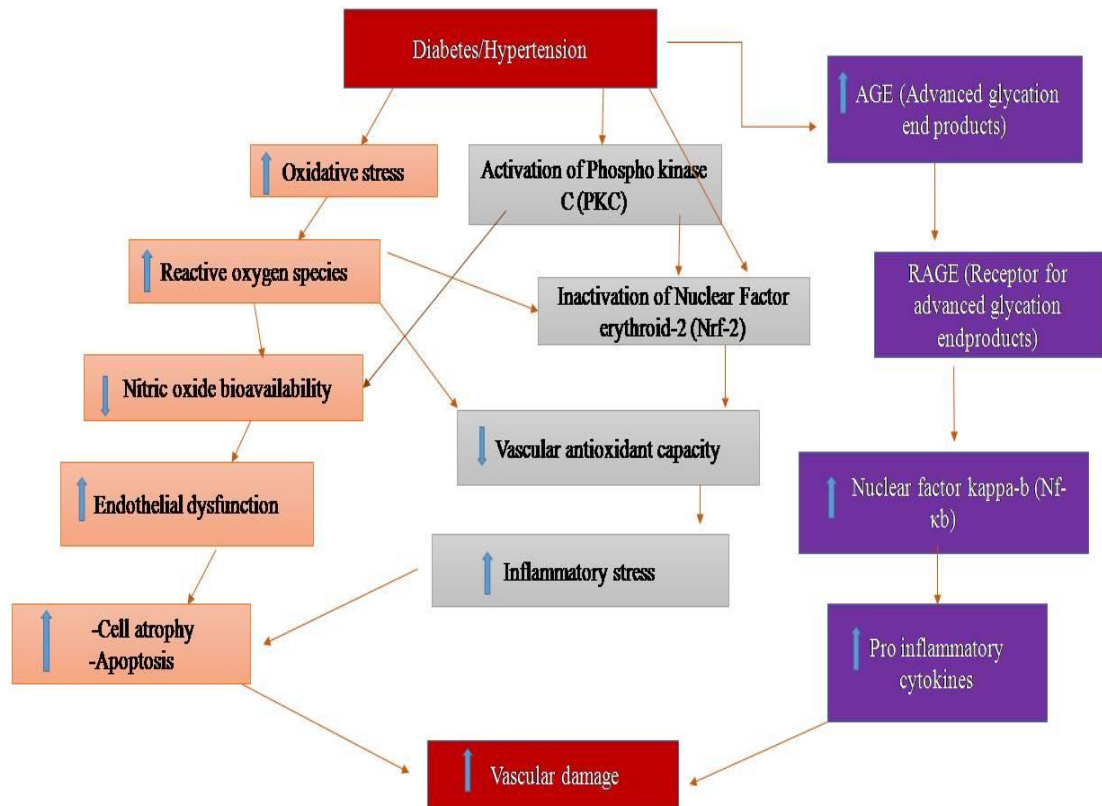 Diabetes/Hypertension
AGE (Advanced glycation
end products)
Oxidative stress
Activation of Phospho kinase
C (PKC)
Reactive oxygen species
Inactivation of Nuclear Factor
erythroid-2 (Nrf-2)
RAGE (Receptor for
advanced glycation
endproducts)
Nitric oxide bioavailability
Vascular antioxidant capacity
Endothelial dysfunction
Nuclear factor kappa-b (Nf-
κb)
Inflammatory stress
-Cell atrophy
-Apoptosis
Pro inflammatory
cytokines
Vascular damage